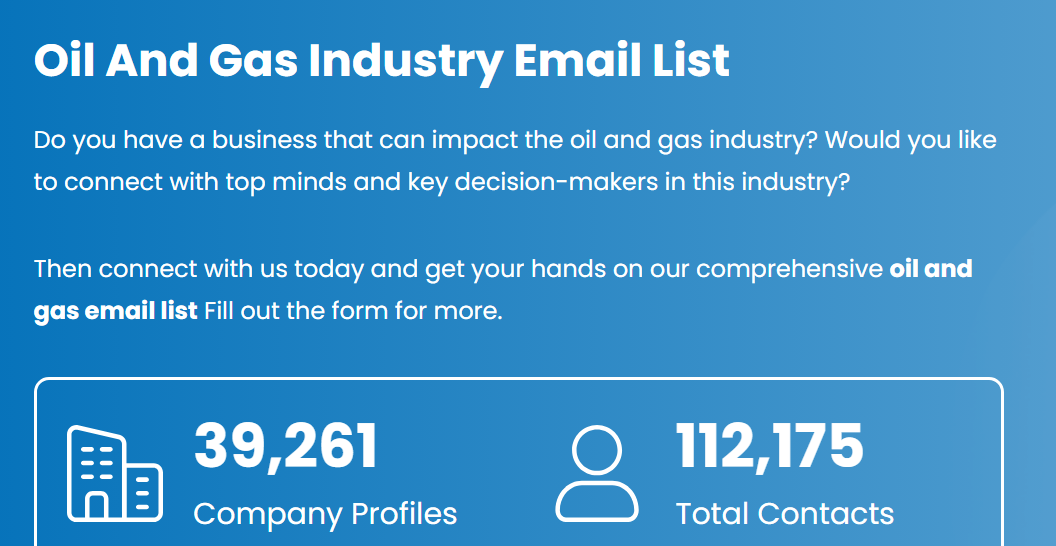 Oil And Gas Industry Email List
Do you have a business that can impact the oil and gas industry? Would you like
to connect with top minds and key decision-makers in this industry?
Then connect with us today and get your hands on our comprehensive oil and
gas email list Fill out the form for more.
39,261
Company Profiles
112,175
Total Contacts